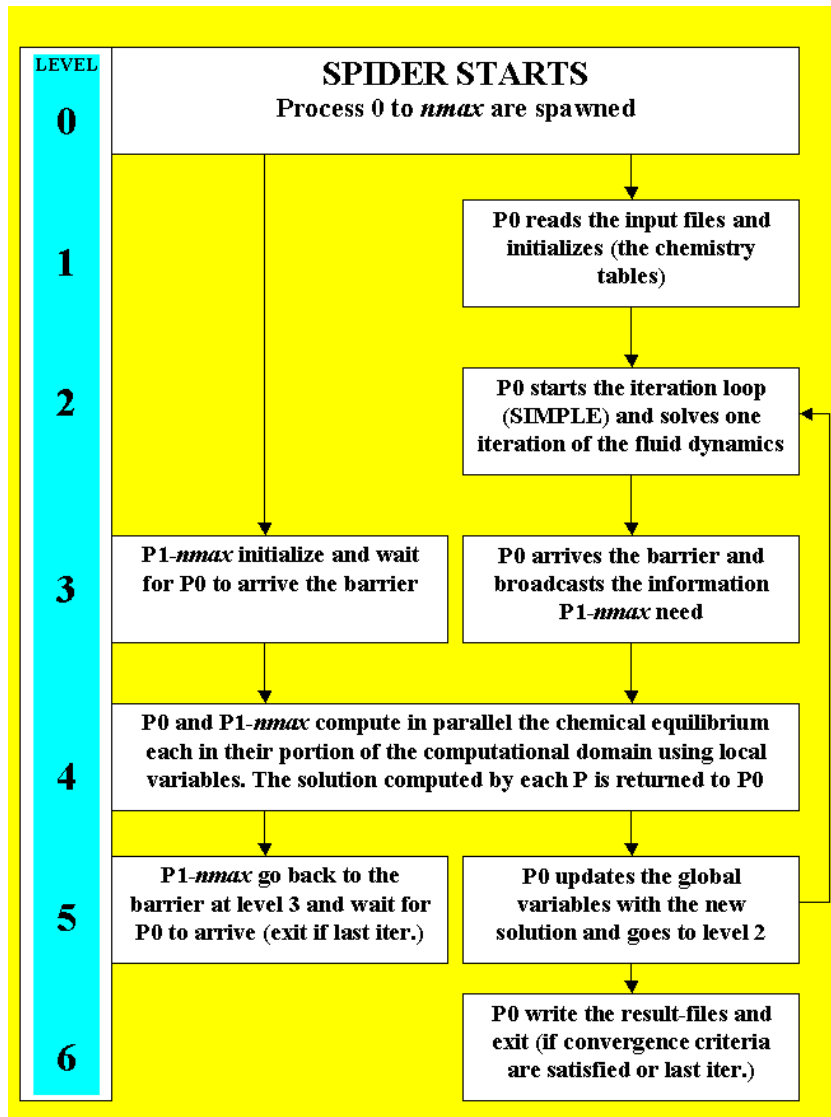 LEVEL
0
SPIDER STARTS
Process 0 to nmax are spawned
1
P0 reads the input files and
initializes (the chemistry
tables)
2
P0 starts the iteration loop
(SIMPLE) and solves one
iteration of the fluid dynamics
3
P1-nmax initialize and wait
for P0 to arrive the barrier
P0 arrives the barrier and
broadcasts the information
P1-nmax need
4
P0 and P1-nmax compute in parallel the chemical equilibrium
each in their portion of the computational domain using local
variables. The solution computed by each P is returned to P0
5
P1-nmax go back to the
barrier at level 3 and wait for
P0 to arrive (exit if last iter.)
P0 updates the global
variables with the new
solution and goes to level 2
6
P0 write the result-files and
exit (if convergence criteria
are satisfied or last iter.)